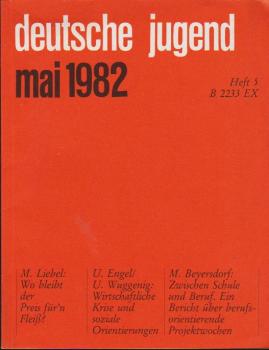 deutsche jugend
mai 1982
Heft 5
B 2233 EX
M. Liebel:
Wo bleibt
der
Preis für'n
Fleiß?
U. Engel/
U. Wuggenig:
Wirtschaftliche
Krise und
soziale
Orientierungen
M. Beyersdorf:
Zwischen Schule
und Beruf. Ein
Bericht über berufs-
orientierende
Projektwochen